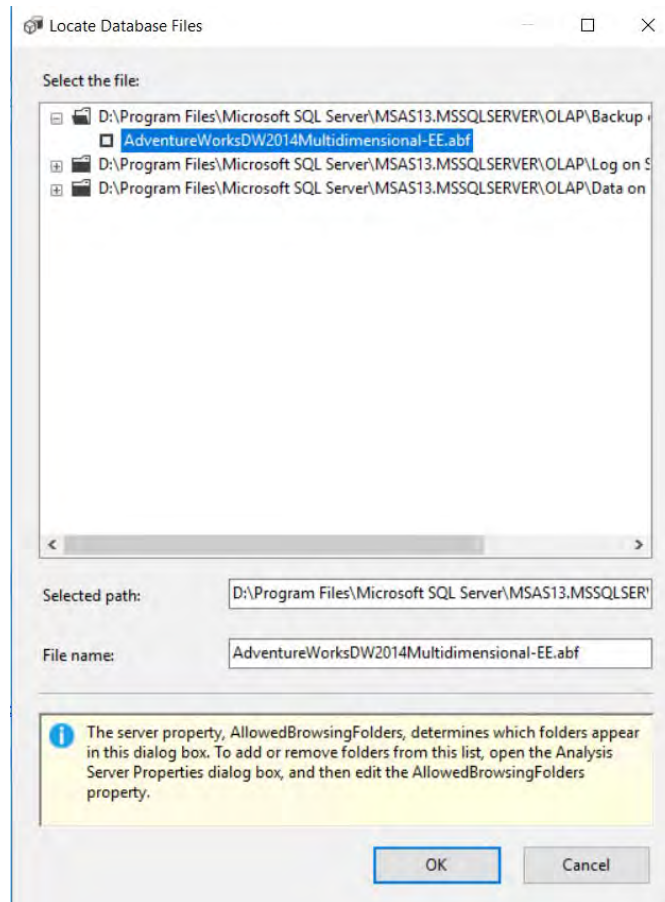 Locate Database Files
Select the file:
D:\Program Files\Microsoft SQL Server\MSAS13.MSSQLSERVER\OLAP\Backup
AdventureWorksDW2014Multidimensional-EE.abf
D:\Program Files\Microsoft SQL Server\MSAS13.MSSQLSERVER\OLAP\Log on
D:\Program Files\Microsoft SQL Server\MSAS13.MSSQLSERVER\OLAP\Data on
Selected path:
D:\Program Files\Microsoft SQL Server\MSAS13.MSSQLSER
File name:
AdventureWorksDW2014Multidimensional-EE.abf
The server property, AllowedBrowsingFolders, determines which folders appear
in this dialog box. To add or remove folders from this list, open the Analysis
Server Properties dialog box, and then edit the AllowedBrowsingFolders
property.
OK
Cancel